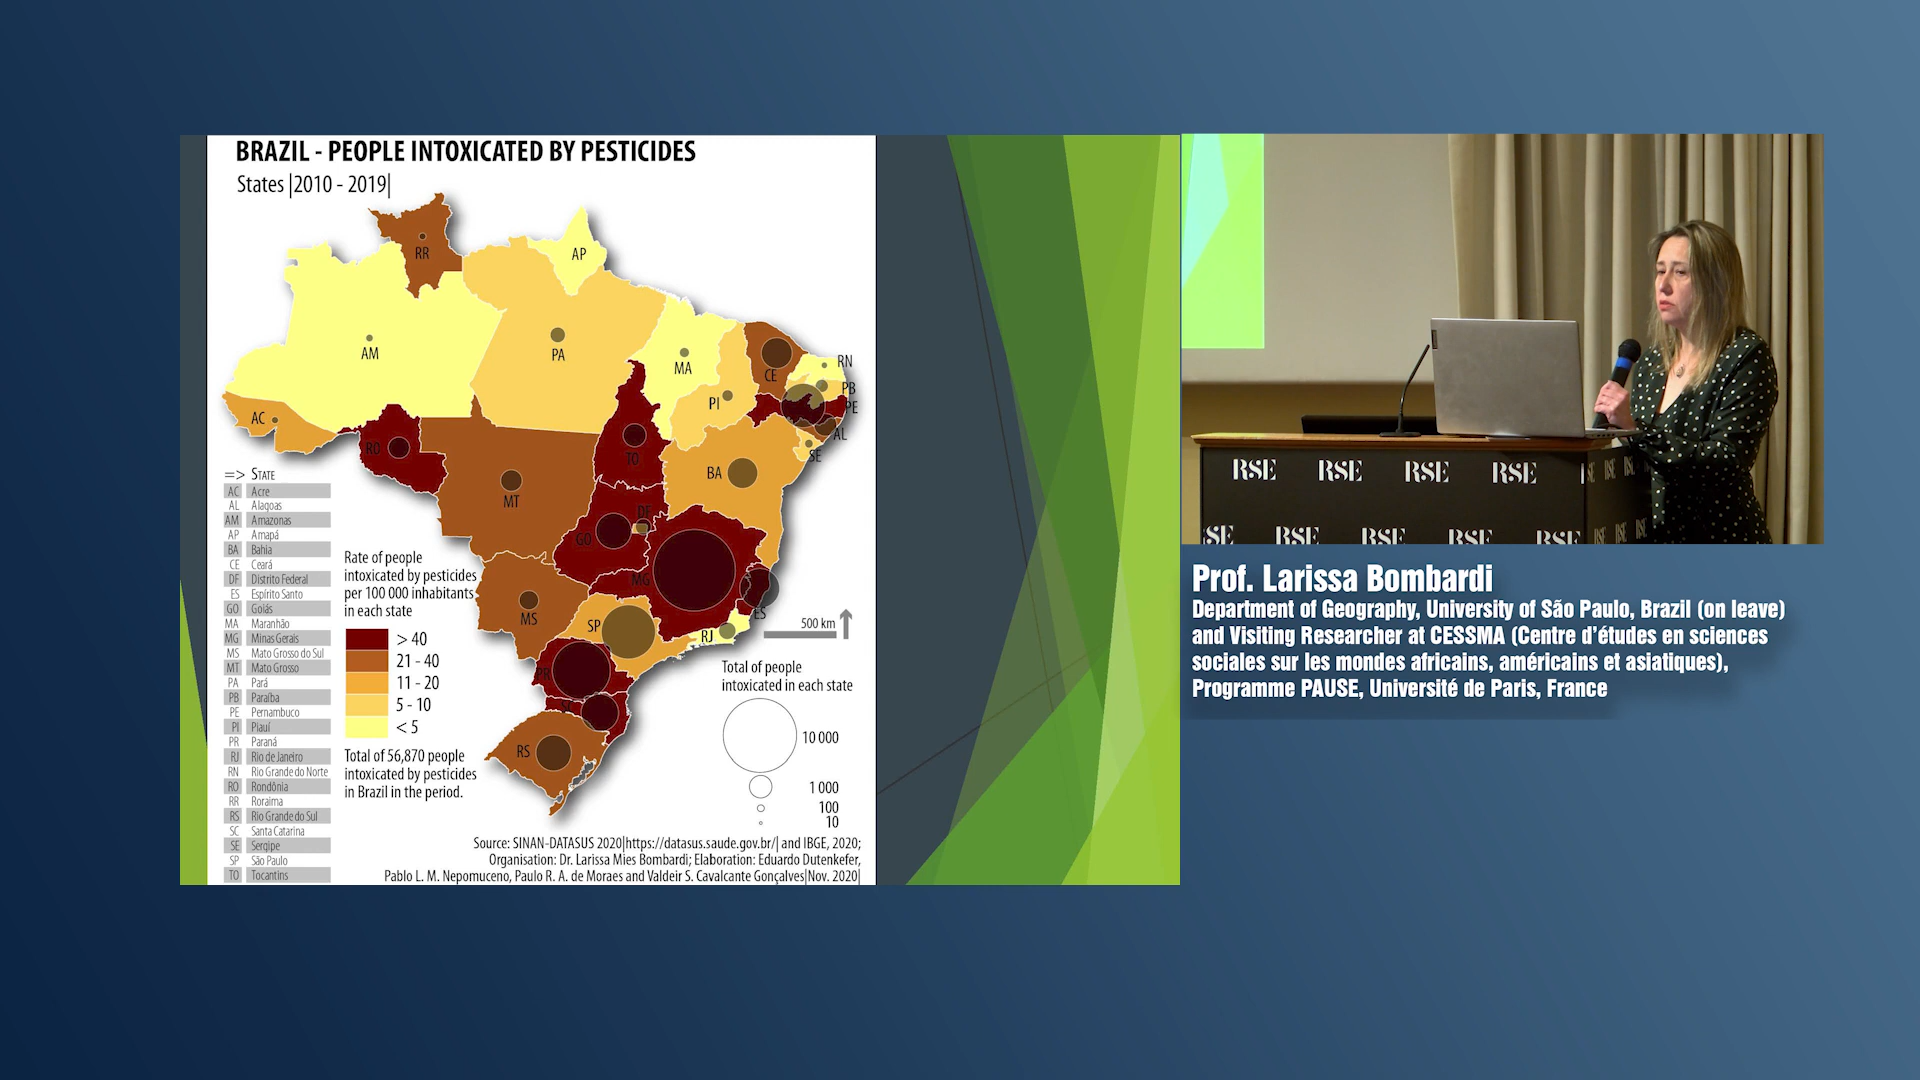 BRAZIL - PEOPLE INTOXICATED BY PESTICIDES
States |2010 - 2019|
RR
AP
AM
PA
MA
CE
RN
PB
PE
AL
SE
PI
AC
RO
TO
BA
MT
DF
GO
MG
ES
MS
SP
RJ
PR
SC
RS
=> STATE
AC Acre
AL Alagoas
AM Amazonas
AP Amapá
BA Bahia
CE Ceará
DF Distrito Federal
ES Espírito Santo
GO Goiás
MA Maranhão
MG Minas Gerais
MS Mato Grosso do Sul
MT Mato Grosso
PA Pará
PB Paraíba
PE Pernambuco
PI Piauí
PR Paraná
RJ Rio de Janeiro
RN Rio Grande do Norte
RO Rondônia
RR Roraima
RS Rio Grande do Sul
SC Santa Catarina
SE Sergipe
SP São Paulo
TO Tocantins
Rate of people
intoxicated by pesticides
per 100 000 inhabitants
in each state
> 40
21 - 40
11 - 20
5 - 10
< 5
Total of 56,870 people
intoxicated by pesticides
in Brazil in the period.
500 km
Total of people
intoxicated in each state
10 000
1 000
100
10
Source: SINAN-DATASUS 2020|https://datasus.saude.gov.br/| and IBGE, 2020;
Organisation: Dr. Larissa Mies Bombardi; Elaboration: Eduardo Dutenkefer,
Pablo L. M. Nepomuceno, Paulo R. A. de Moraes and Valdeir S. Cavalcante Gonçalves|Nov. 2020|
RSE RSE RSE RSE RSE RSE RSE
RSE RSE RSE RSE RSE RSE RSE RSE
Prof. Larissa Bombardi
Department of Geography, University of São Paulo, Brazil (on leave)
and Visiting Researcher at CESSMA (Centre d'études en sciences
sociales sur les mondes africains, américains et asiatiques),
Programme PAUSE, Université de Paris, France